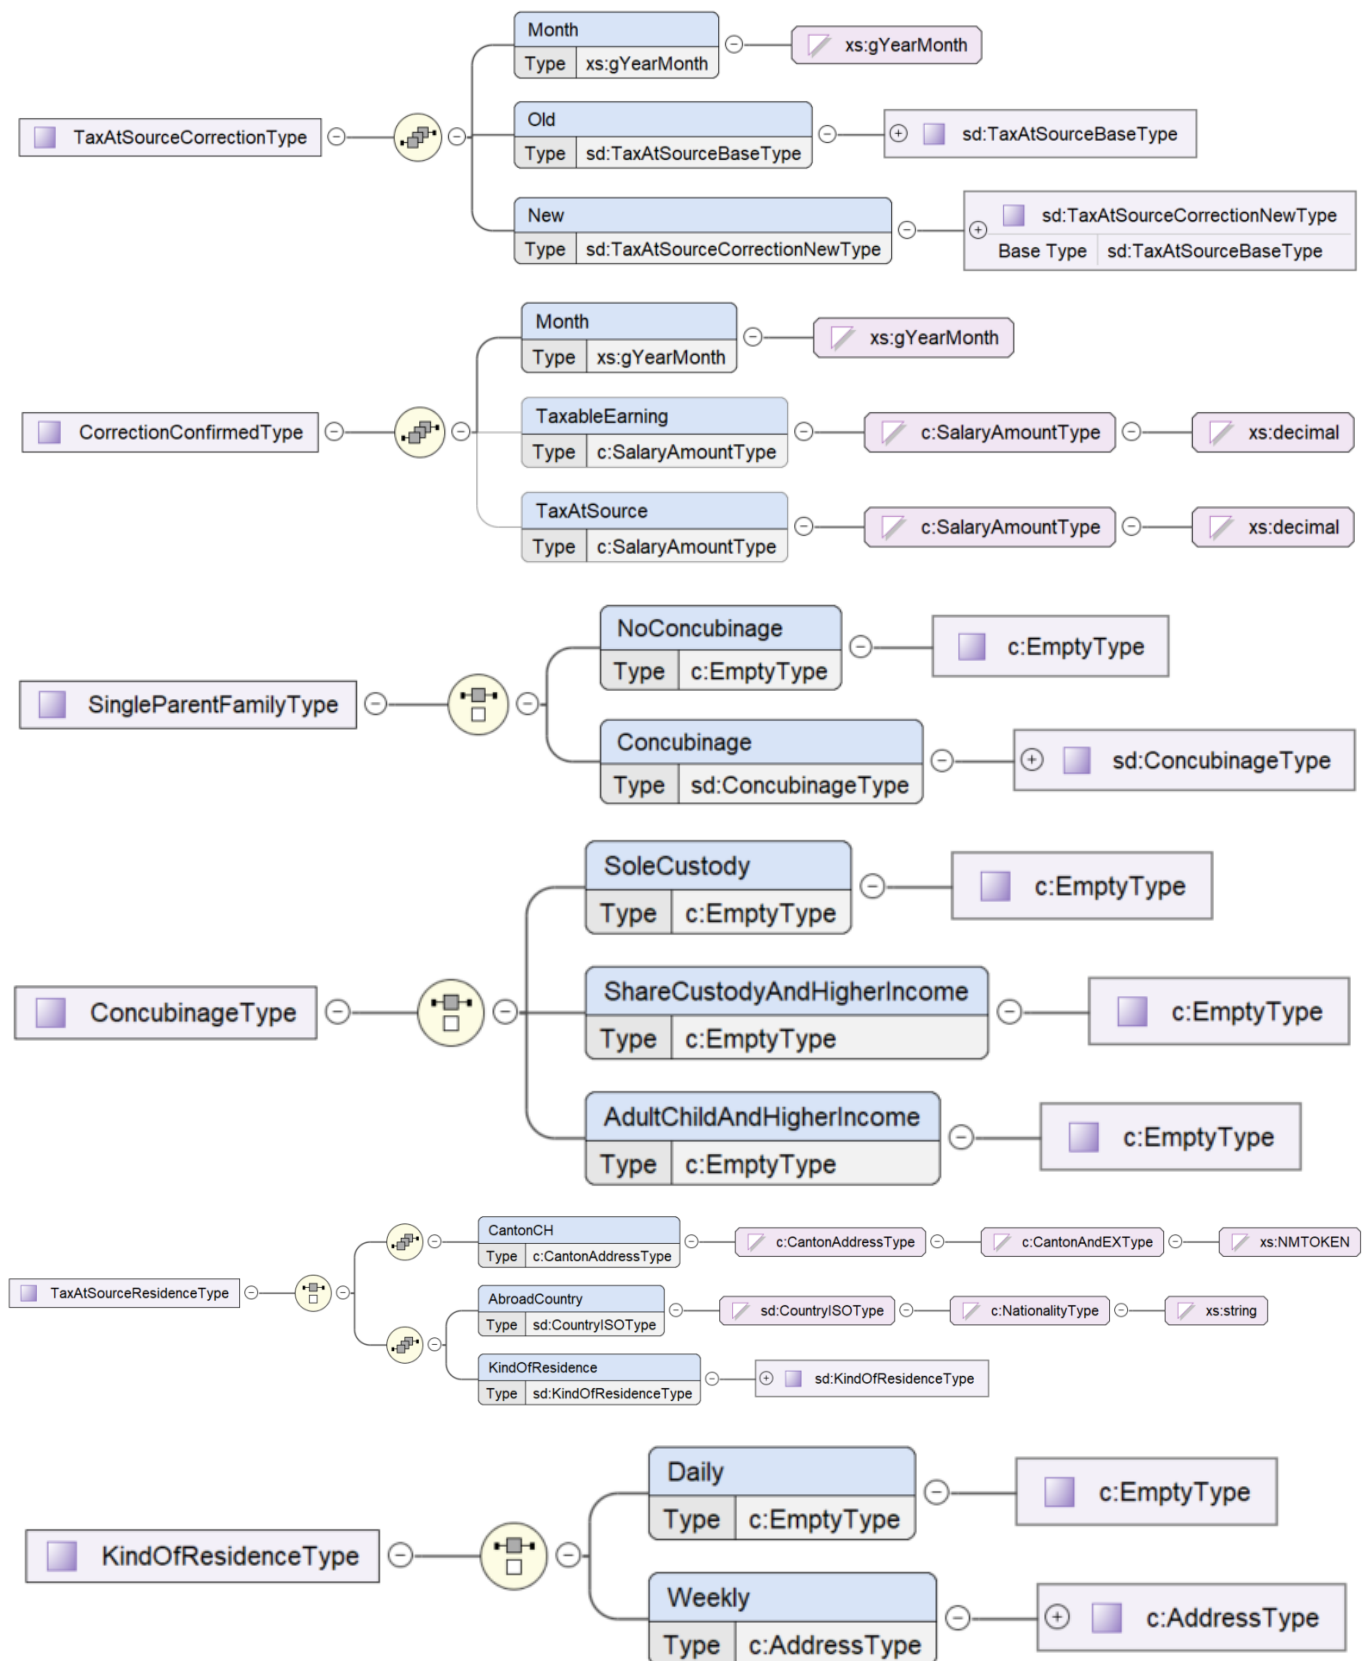 Month
Type xs:gYearMonth
xs:gYearMonth
TaxAtSourceCorrectionType
Old
Type sd:TaxAtSourceBaseType
sd:TaxAtSourceBaseType
New
Type sd:TaxAtSourceCorrectionNewType
sd:TaxAtSourceCorrectionNewType
Base Type sd:TaxAtSourceBaseType
Month
Type xs:gYearMonth
xs:gYearMonth
CorrectionConfirmedType
TaxableEarning
Type c:SalaryAmountType
c:SalaryAmountType
xs:decimal
TaxAtSource
Type c:SalaryAmountType
c:SalaryAmountType
xs:decimal
SingleParentFamilyType
NoConcubinage
Type c:EmptyType
c:EmptyType
Concubinage
Type sd:ConcubinageType
sd:ConcubinageType
ConcubinageType
SoleCustody
Type c:EmptyType
c:EmptyType
ShareCustodyAndHigherIncome
Type c:EmptyType
c:EmptyType
AdultChildAndHigherIncome
Type c:EmptyType
c:EmptyType
TaxAtSourceResidenceType
CantonCH
Type c:CantonAddressType
c:CantonAddressType
c:CantonAndEXType
xs:NMTOKEN
AbroadCountry
Type sd:CountryISOType
sd:CountryISOType
c:NationalityType
xs:string
KindOfResidence
Type sd:KindOfResidenceType
sd:KindOfResidenceType
KindOfResidenceType
Daily
Type c:EmptyType
c:EmptyType
Weekly
Type c:AddressType
c:AddressType